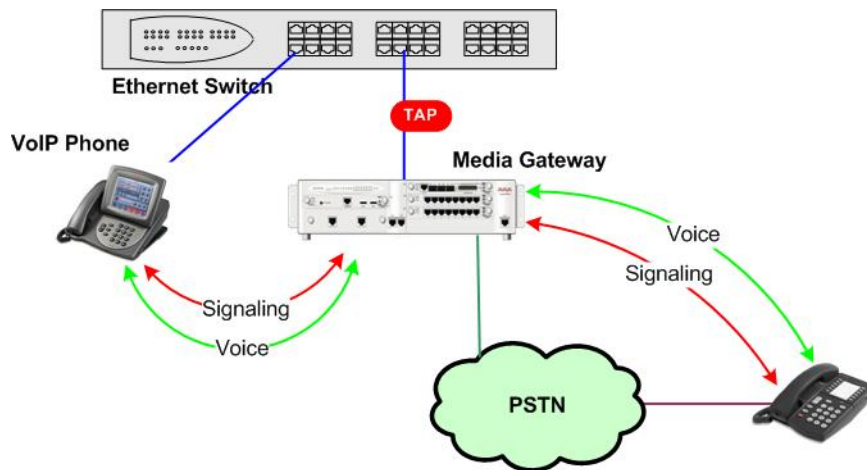 Ethernet Switch
TAP
VoIP Phone
Media Gateway
Voice
Signaling
Signaling
Voice
PSTN